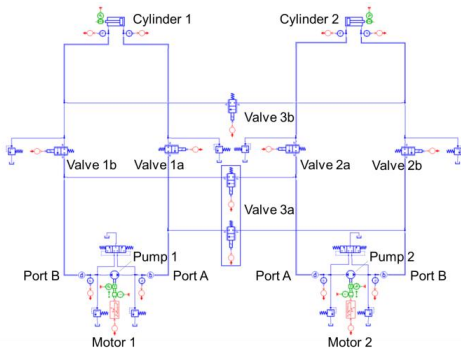 Cylinder 1
Cylinder 2
Valve 3b
Valve 1b
Valve 1a
Valve 2a
Valve 2b
Valve 3a
Pump 1
Pump 2
Port B
Port A
Port A
Port B
Motor 1
Motor 2